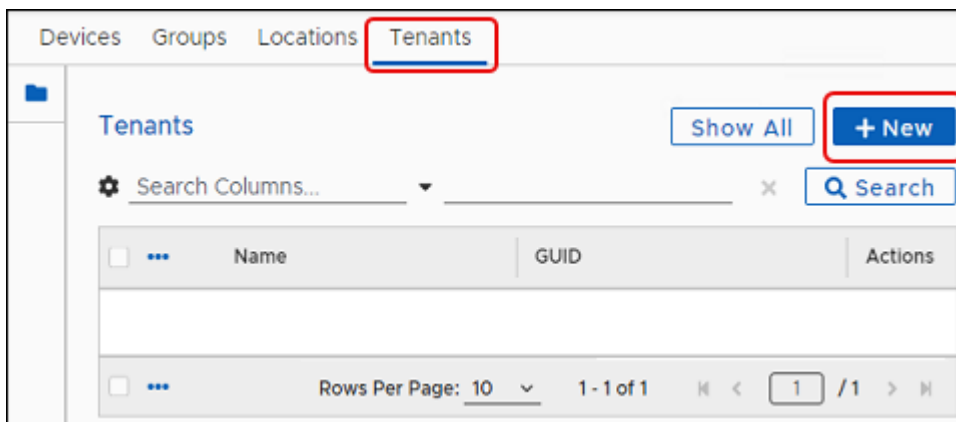 Devices Groups Locations Tenants
Tenants Show All + New
Search Columns... Search
Name GUID Actions
Rows Per Page: 10 1 - 1 of 1 1 / 1